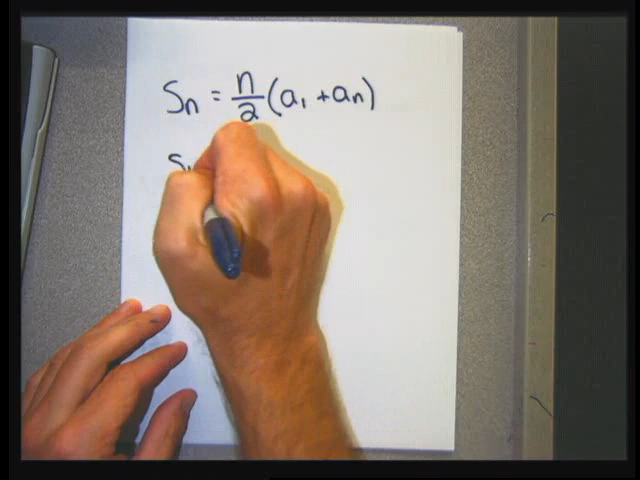 Sn = n/2 (a₁ + an)
S